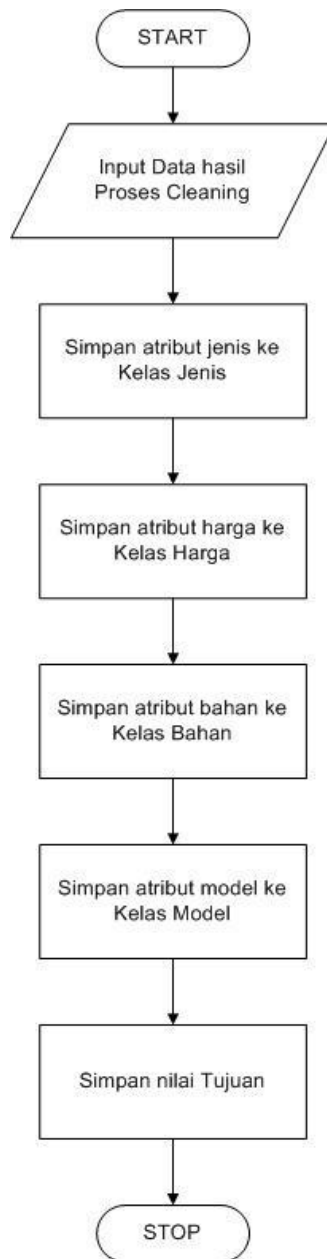 START
Input Data hasil
Proses Cleaning
Simpan atribut jenis ke
Kelas Jenis
Simpan atribut harga ke
Kelas Harga
Simpan atribut bahan ke
Kelas Bahan
Simpan atribut model ke
Kelas Model
Simpan nilai Tujuan
STOP